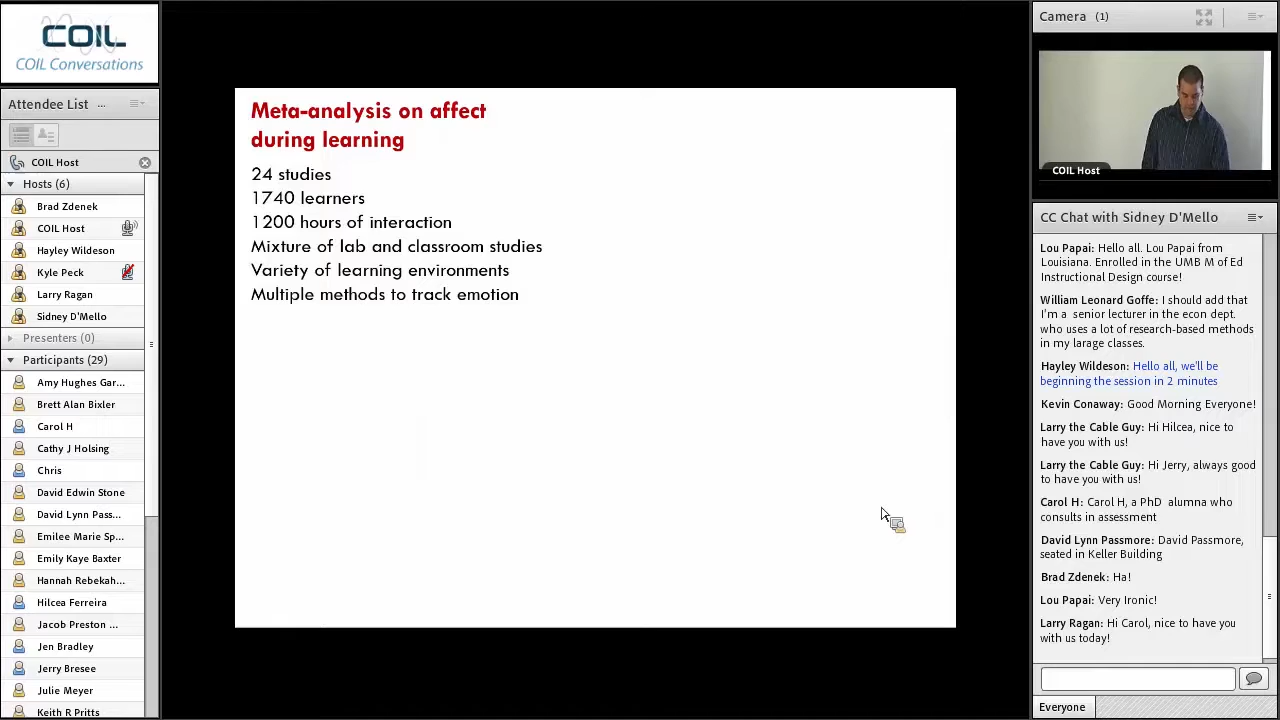 COIL
COIL Conversations
Attendee List ...
COIL Host
Hosts (6)
Brad Zdenek
COIL Host
Hayley Wildeson
Kyle Peck
Larry Ragan
Sidney D'Mello
Presenters (0)
Participants (29)
Amy Hughes Gar...
Brett Alan Bixler
Carol H
Cathy J Holsing
Chris
David Edwin Stone
David Lynn Pass...
Emilee Marie Sp...
Emily Kaye Baxter
Hannah Rebekah...
Hilcea Ferreira
Jacob Preston ...
Jen Bradley
Jerry Bresee
Julie Meyer
Keith R Pritts
Meta-analysis on affect
during learning
24 studies
1740 learners
1200 hours of interaction
Mixture of lab and classroom studies
Variety of learning environments
Multiple methods to track emotion
Camera (1)
COIL Host
CC Chat with Sidney D'Mello
Lou Papai: Hello all. Lou Papai from
Louisiana. Enrolled in the UMB M of Ed
Instructional Design course!
William Leonard Goffe: I should add that
I'm a senior lecturer in the econ dept.
who uses a lot of research-based methods
in my larage classes.
Hayley Wildeson: Hello all, we'll be
beginning the session in 2 minutes
Kevin Conaway: Good Morning Everyone!
Larry the Cable Guy: Hi Hilcea, nice to
have you with us!
Larry the Cable Guy: Hi Jerry, always good
to have you with us!
Carol H: Carol H, a PhD alumna who
consults in assessment
David Lynn Passmore: David Passmore,
seated in Keller Building
Brad Zdenek: Ha!
Lou Papai: Very Ironic!
Larry Ragan: Hi Carol, nice to have you
with us today!
Everyone